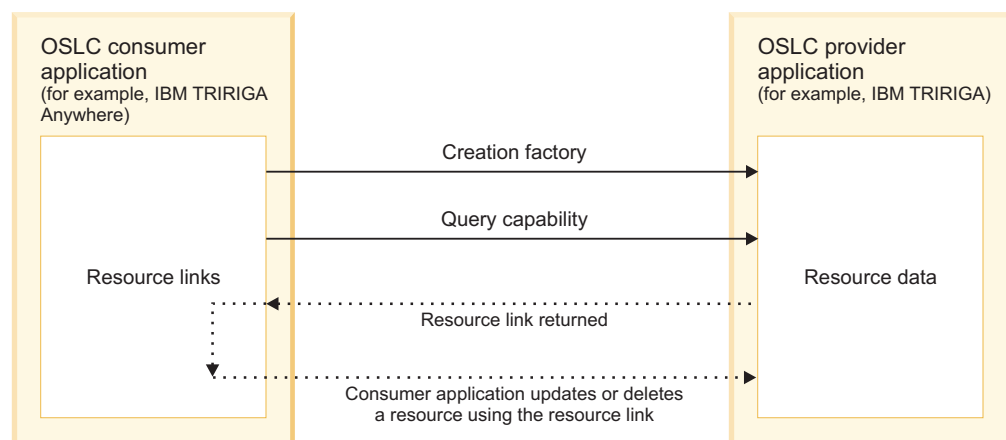 OSLC consumer
application
(for example, IBM TRIRIGA
Anywhere)
OSLC provider
application
(for example, IBM TRIRIGA)
Creation factory
Query capability
Resource links
Resource data
Resource link returned
Consumer application updates or deletes
a resource using the resource link